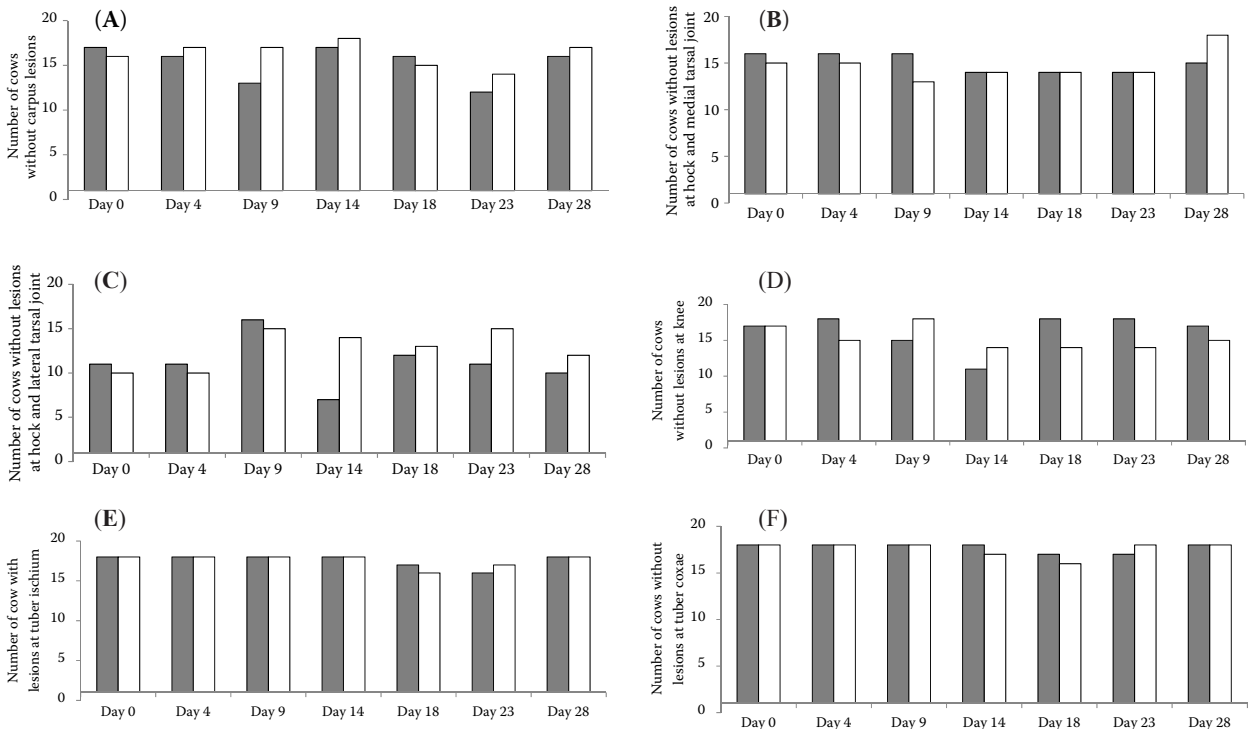 (A)
Number of cows
without carpus lesions
20
15
10
5
0
Day 0 Day 4 Day 9 Day 14 Day 18 Day 23 Day 28
(B)
Number of cows without lesions
at hock and medial tarsal joint
20
15
10
5
0
Day 0 Day 4 Day 9 Day 14 Day 18 Day 23 Day 28
(C)
Number of cows without lesions
at hock and lateral tarsal joint
20
15
10
5
0
Day 0 Day 4 Day 9 Day 14 Day 18 Day 23 Day 28
(D)
Number of cows
without lesions at knee
20
15
10
5
0
Day 0 Day 4 Day 9 Day 14 Day 18 Day 23 Day 28
(E)
Number of cow with
lesions at tuber ischium
20
15
10
5
0
Day 0 Day 4 Day 9 Day 14 Day 18 Day 23 Day 28
(F)
Number of cows without
lesions at tuber coxae
20
15
10
5
0
Day 0 Day 4 Day 9 Day 14 Day 18 Day 23 Day 28